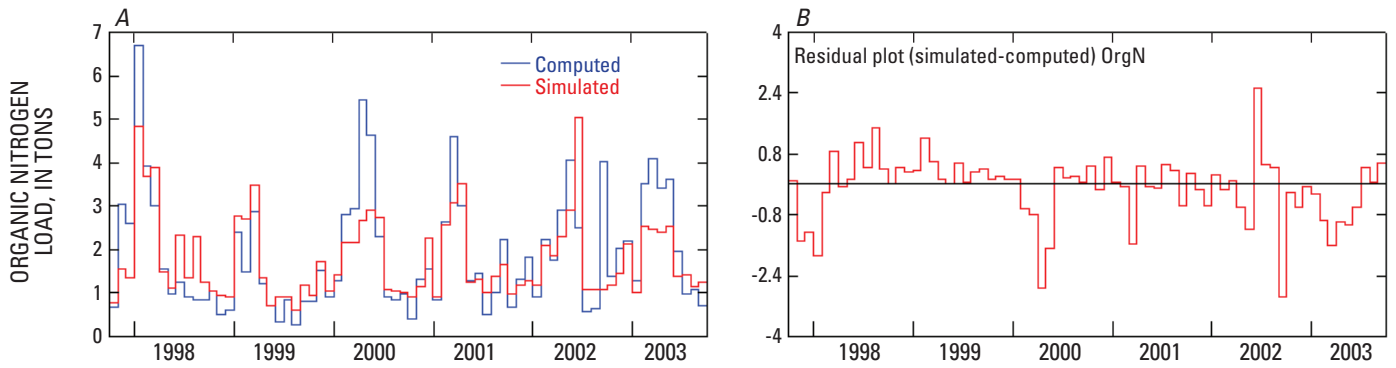 A
ORGANIC NITROGEN
LOAD, IN TONS
7
6
5
4
3
2
1
0
Computed
Simulated
1998 1999 2000 2001 2002 2003
B
Residual plot (simulated-computed) OrgN
4
2.4
0.8
-0.8
-2.4
-4
1998 1999 2000 2001 2002 2003